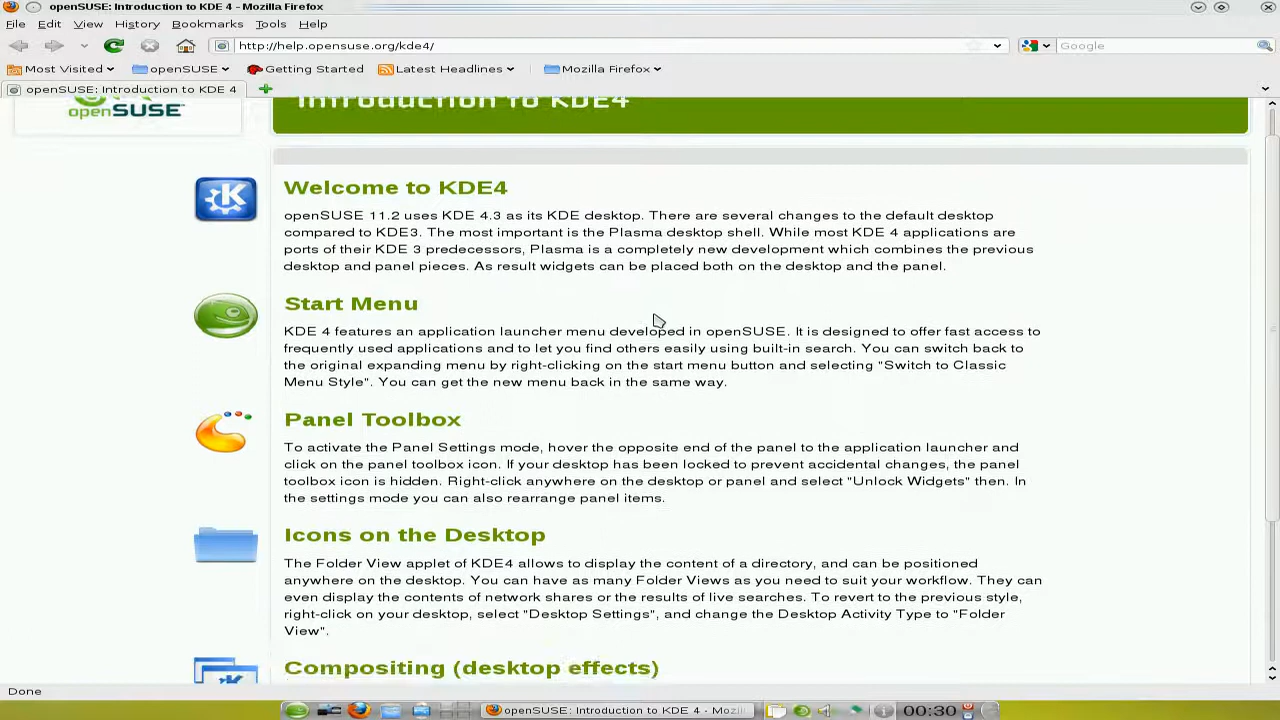 openSUSE: Introduction to KDE 4 - Mozilla Firefox
File Edit View History Bookmarks Tools Help
http://help.opensuse.org/kde4/
Google
Most Visited openSUSE Getting Started Latest Headlines Mozilla Firefox
openSUSE: Introduction to KDE 4
openSUSE
Introduction to KDE4
Welcome to KDE4
openSUSE 11.2 uses KDE 4.3 as its KDE desktop. There are several changes to the default desktop
compared to KDE3. The most important is the Plasma desktop shell. While most KDE 4 applications are
ports of their KDE 3 predecessors, Plasma is a completely new development which combines the previous
desktop and panel pieces. As result widgets can be placed both on the desktop and the panel.
Start Menu
KDE 4 features an application launcher menu developed in openSUSE. It is designed to offer fast access to
frequently used applications and to let you find others easily using built-in search. You can switch back to
the original expanding menu by right-clicking on the start menu button and selecting "Switch to Classic
Menu Style". You can get the new menu back in the same way.
Panel Toolbox
To activate the Panel Settings mode, hover the opposite end of the panel to the application launcher and
click on the panel toolbox icon. If your desktop has been locked to prevent accidental changes, the panel
toolbox icon is hidden. Right-click anywhere on the desktop or panel and select "Unlock Widgets" then. In
the settings mode you can also rearrange panel items.
Icons on the Desktop
The Folder View applet of KDE4 allows to display the content of a directory, and can be positioned
anywhere on the desktop. You can have as many Folder Views as you need to suit your workflow. They can
even display the contents of network shares or the results of live searches. To revert to the previous style,
right-click on your desktop, select "Desktop Settings", and change the Desktop Activity Type to "Folder
View".
Compositing (desktop effects)
Done
openSUSE: Introduction to KDE 4 - Mozil
00:30